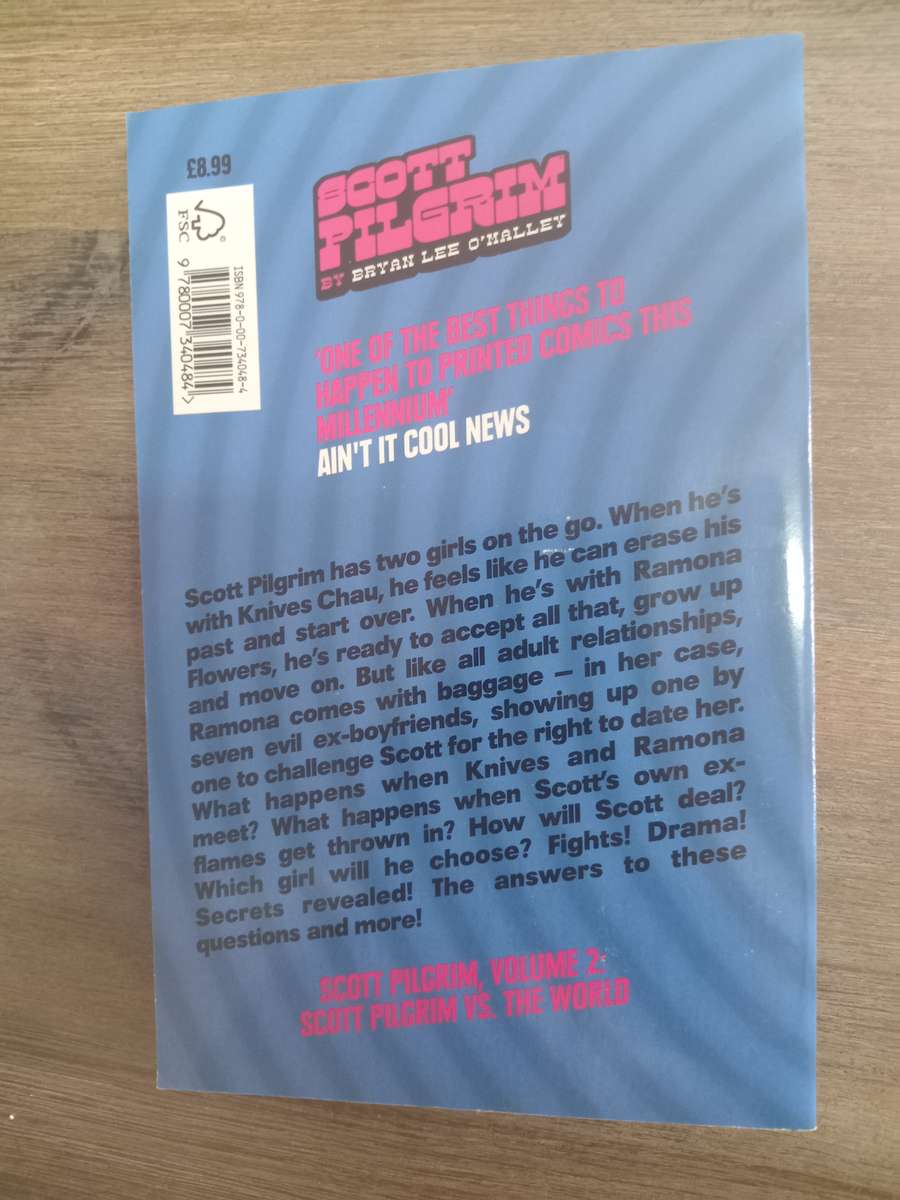 £8.99
FSC
®
ISBN 978-0-00-734048-4
9 780007 340484 >
SCOTT
PILGRIM
BY BRYAN LEE O'MALLEY
'ONE OF THE BEST THINGS TO
HAPPEN TO PRINTED COMICS THIS
MILLENNIUM'
AIN'T IT COOL NEWS
Scott Pilgrim has two girls on the go. When he's
with Knives Chau, he feels like he can erase his
past and start over. When he's with Ramona
Flowers, he's ready to accept all that, grow up
and move on. But like all adult relationships,
Ramona comes with baggage – in her case,
seven evil ex-boyfriends, showing up one by
one to challenge Scott for the right to date her.
What happens when Knives and Ramona
meet? What happens when Scott's own ex-
flames get thrown in? How will Scott deal?
Which girl will he choose? Fights! Drama!
Secrets revealed! The answers to these
questions and more!
SCOTT PILGRIM, VOLUME 2:
SCOTT PILGRIM VS. THE WORLD